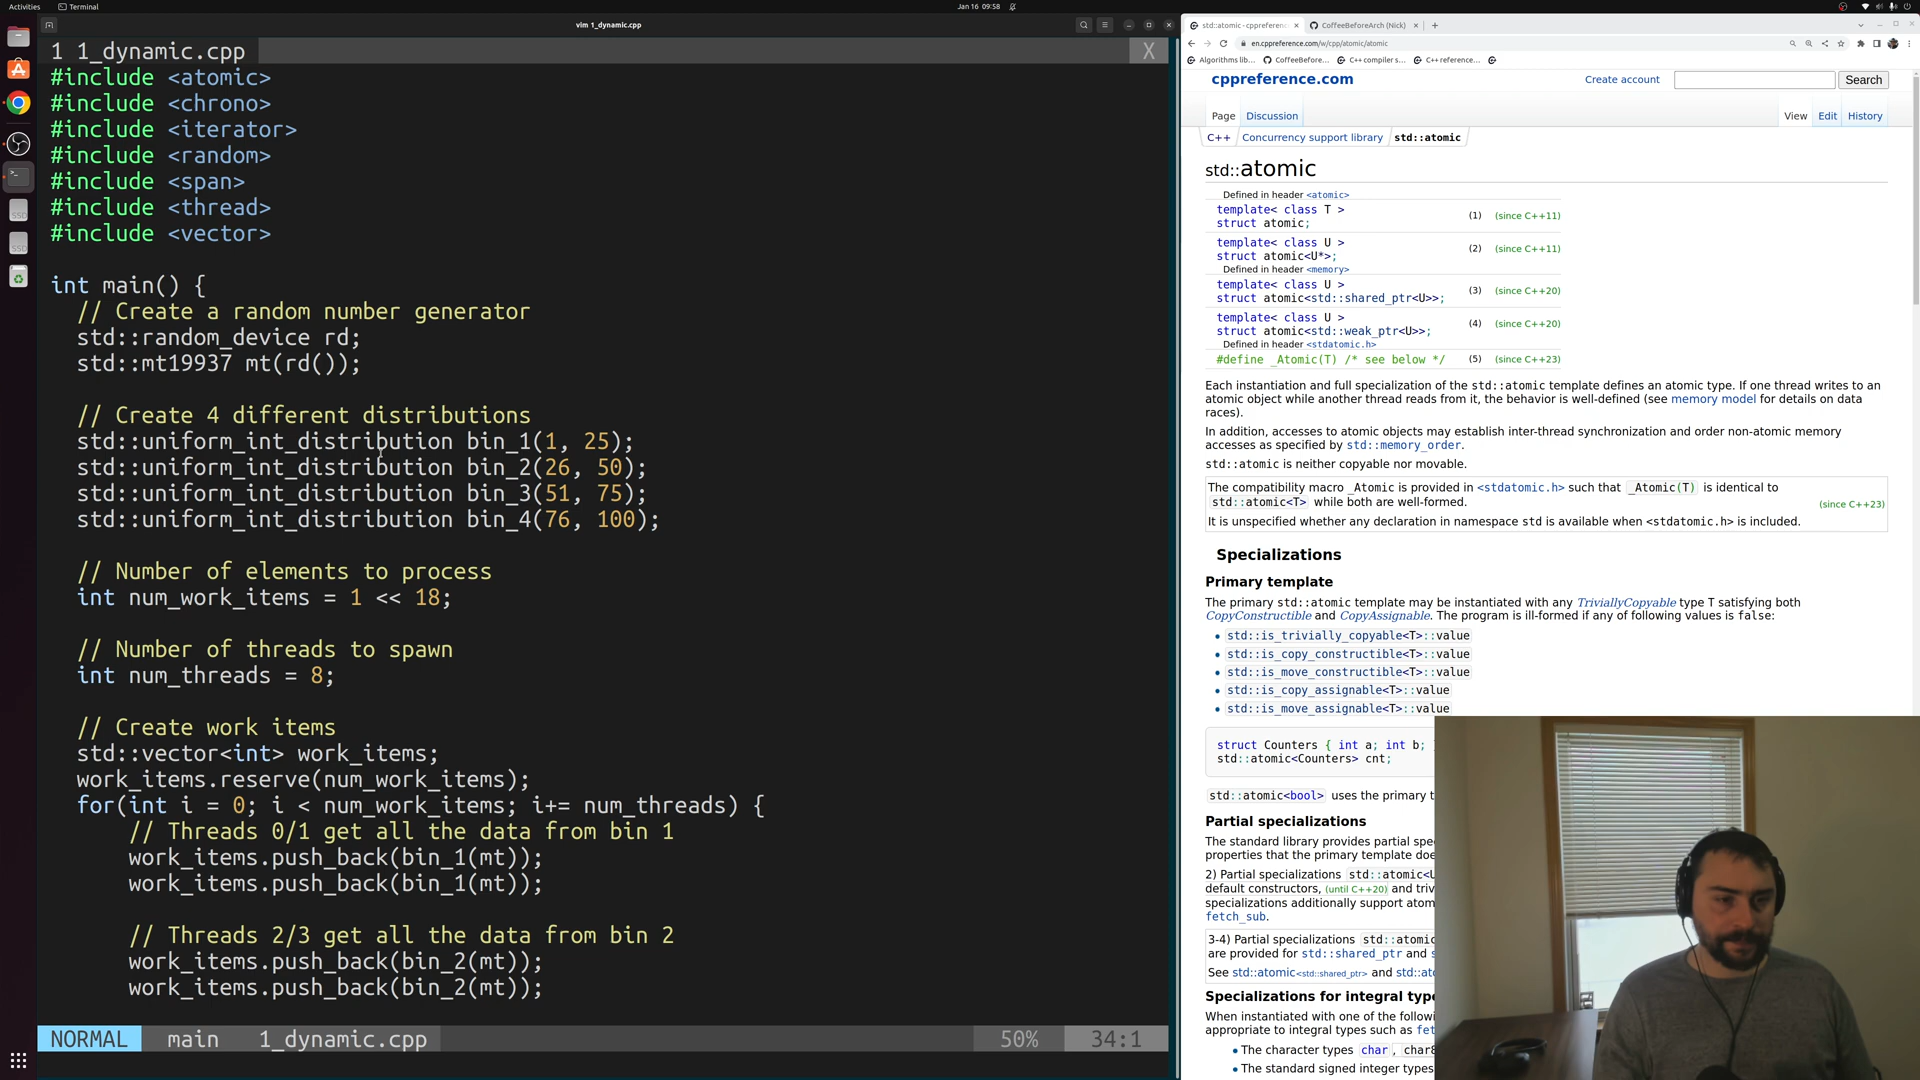 Activities
Terminal
Jan 16 09:58
vim 1_dynamic.cpp
1 1_dynamic.cpp
X
#include <atomic>
#include <chrono>
#include <iterator>
#include <random>
#include <span>
#include <thread>
#include <vector>
int main() {
// Create a random number generator
std::random_device rd;
std::mt19937 mt(rd());
// Create 4 different distributions
std::uniform_int_distribution bin_1(1, 25);
std::uniform_int_distribution bin_2(26, 50);
std::uniform_int_distribution bin_3(51, 75);
std::uniform_int_distribution bin_4(76, 100);
// Number of elements to process
int num_work_items = 1 << 18;
// Number of threads to spawn
int num_threads = 8;
// Create work items
std::vector<int> work_items;
work_items.reserve(num_work_items);
for(int i = 0; i < num_work_items; i+= num_threads) {
// Threads 0/1 get all the data from bin 1
work_items.push_back(bin_1(mt));
work_items.push_back(bin_1(mt));
// Threads 2/3 get all the data from bin 2
work_items.push_back(bin_2(mt));
work_items.push_back(bin_2(mt));
NORMAL main 1_dynamic.cpp 50% 34:1
std::atomic - cppreferenc
CoffeeBeforeArch (Nick)
en.cppreference.com/w/cpp/atomic/atomic
Algorithms lib...
CoffeeBefore...
C++ compiler s...
C++ reference...
cppreference.com
Create account
Search
Page Discussion
View Edit History
C++ Concurrency support library std::atomic
std::atomic
Defined in header <atomic>
template< class T >
struct atomic;
(1) (since C++11)
template< class U >
struct atomic<U*>;
(2) (since C++11)
Defined in header <memory>
template< class U >
struct atomic<std::shared_ptr<U>>;
(3) (since C++20)
template< class U >
struct atomic<std::weak_ptr<U>>;
(4) (since C++20)
Defined in header <stdatomic.h>
#define _Atomic(T) /* see below */ (5) (since C++23)
Each instantiation and full specialization of the std::atomic template defines an atomic type. If one thread writes to an
atomic object while another thread reads from it, the behavior is well-defined (see memory model for details on data
races).
In addition, accesses to atomic objects may establish inter-thread synchronization and order non-atomic memory
accesses as specified by std::memory_order.
std::atomic is neither copyable nor movable.
The compatibility macro _Atomic is provided in <stdatomic.h> such that _Atomic(T) is identical to
std::atomic<T> while both are well-formed.
(since C++23)
It is unspecified whether any declaration in namespace std is available when <stdatomic.h> is included.
Specializations
Primary template
The primary std::atomic template may be instantiated with any TriviallyCopyable type T satisfying both
CopyConstructible and CopyAssignable. The program is ill-formed if any of following values is false:
std::is_trivially_copyable<T>::value
std::is_copy_constructible<T>::value
std::is_move_constructible<T>::value
std::is_copy_assignable<T>::value
std::is_move_assignable<T>::value
struct Counters { int a; int b;
std::atomic<Counters> cnt;
std::atomic<bool> uses the primary t
Partial specializations
The standard library provides partial spe
properties that the primary template doe
2) Partial specializations std::atomic<U
default constructors, (until C++20) and triv
specializations additionally support atom
fetch_sub.
3-4) Partial specializations std::atomic
are provided for std::shared_ptr and s
See std::atomic<std::shared_ptr> and std::ato
Specializations for integral type
When instantiated with one of the followi
appropriate to integral types such as fet
The character types char, char8
The standard signed integer types